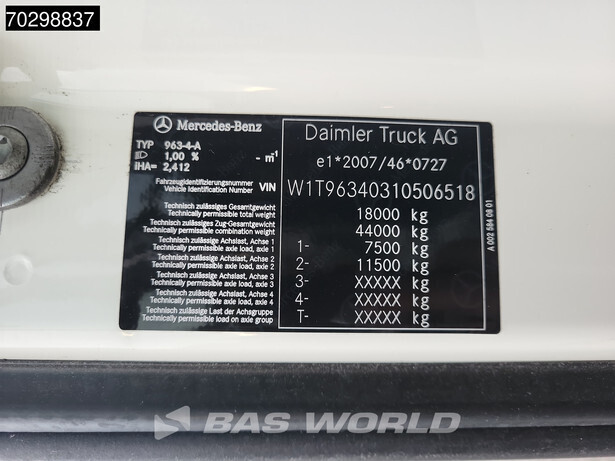 70298837
Mercedes-Benz
Daimler Truck AG
TYP 963-4-A
1,00 % - m⁻¹
iHA= 2,412
e1*2007/46*0727
Fahrzeugidentifizierungsnummer
Vehicle Identification Number VIN W1T96340310506518
Technisch zulässiges Gesamtgewicht
Technically permissible total weight 18000 kg
Technisch zulässiges Zug-Gesamtgewicht
Technically permissible combination weight 44000 kg
Technisch zulässige Achslast, Achse 1
Technically permissible axle load, axle 1 1- 7500 kg
Technisch zulässige Achslast, Achse 2
Technically permissible axle load, axle 2 2- 11500 kg
Technisch zulässige Achslast, Achse 3
Technically permissible axle load, axle 3 3- XXXXX kg
Technisch zulässige Achslast, Achse 4
Technically permissible axle load, axle 4 4- XXXXX kg
Technisch zulässige Last der Achsgruppe
Technically permissible load on axle group T- XXXXX kg
A 002 584 08 01
BAS WORLD